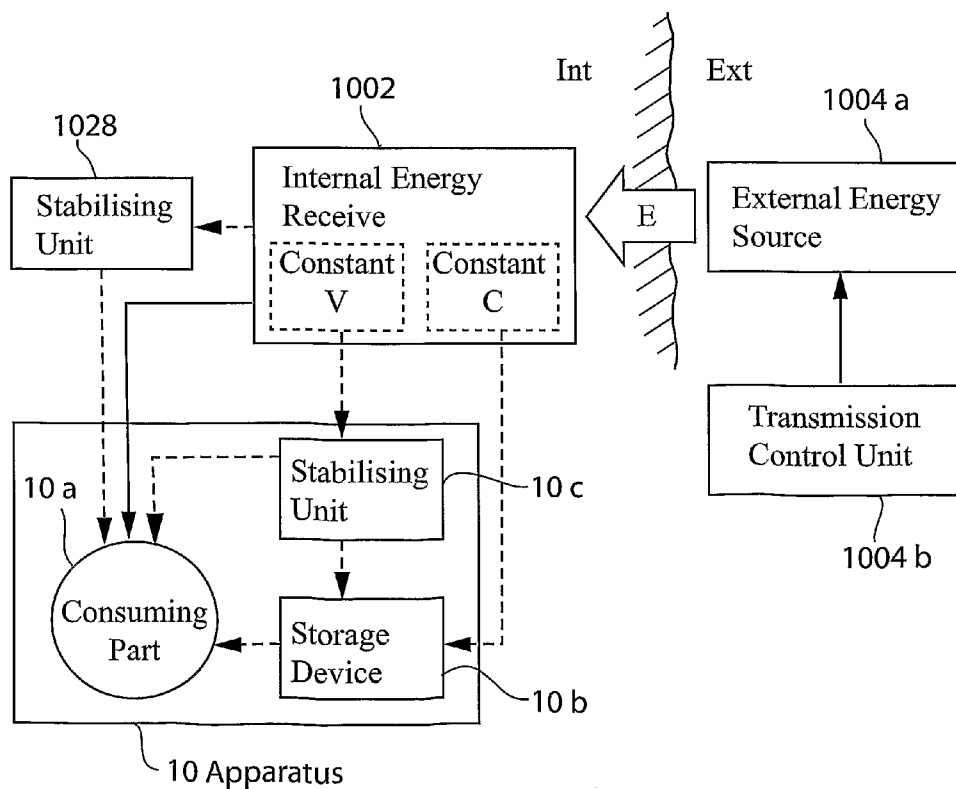 Int
Ext
1002
1004 a
1028
Internal Energy
Receive
External Energy
Source
Stabilising
Unit
E
Constant
V
Constant
C
Transmission
Control Unit
10 a
Stabilising
Unit
10 c
1004 b
Consuming
Part
Storage
Device
10 b
10 Apparatus